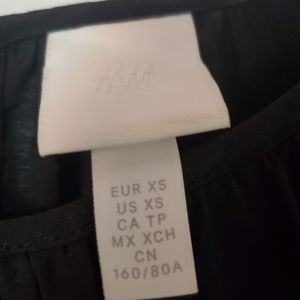 H&M
EUR XS
US XS
CA TP
MX XCH
CN
160/80A